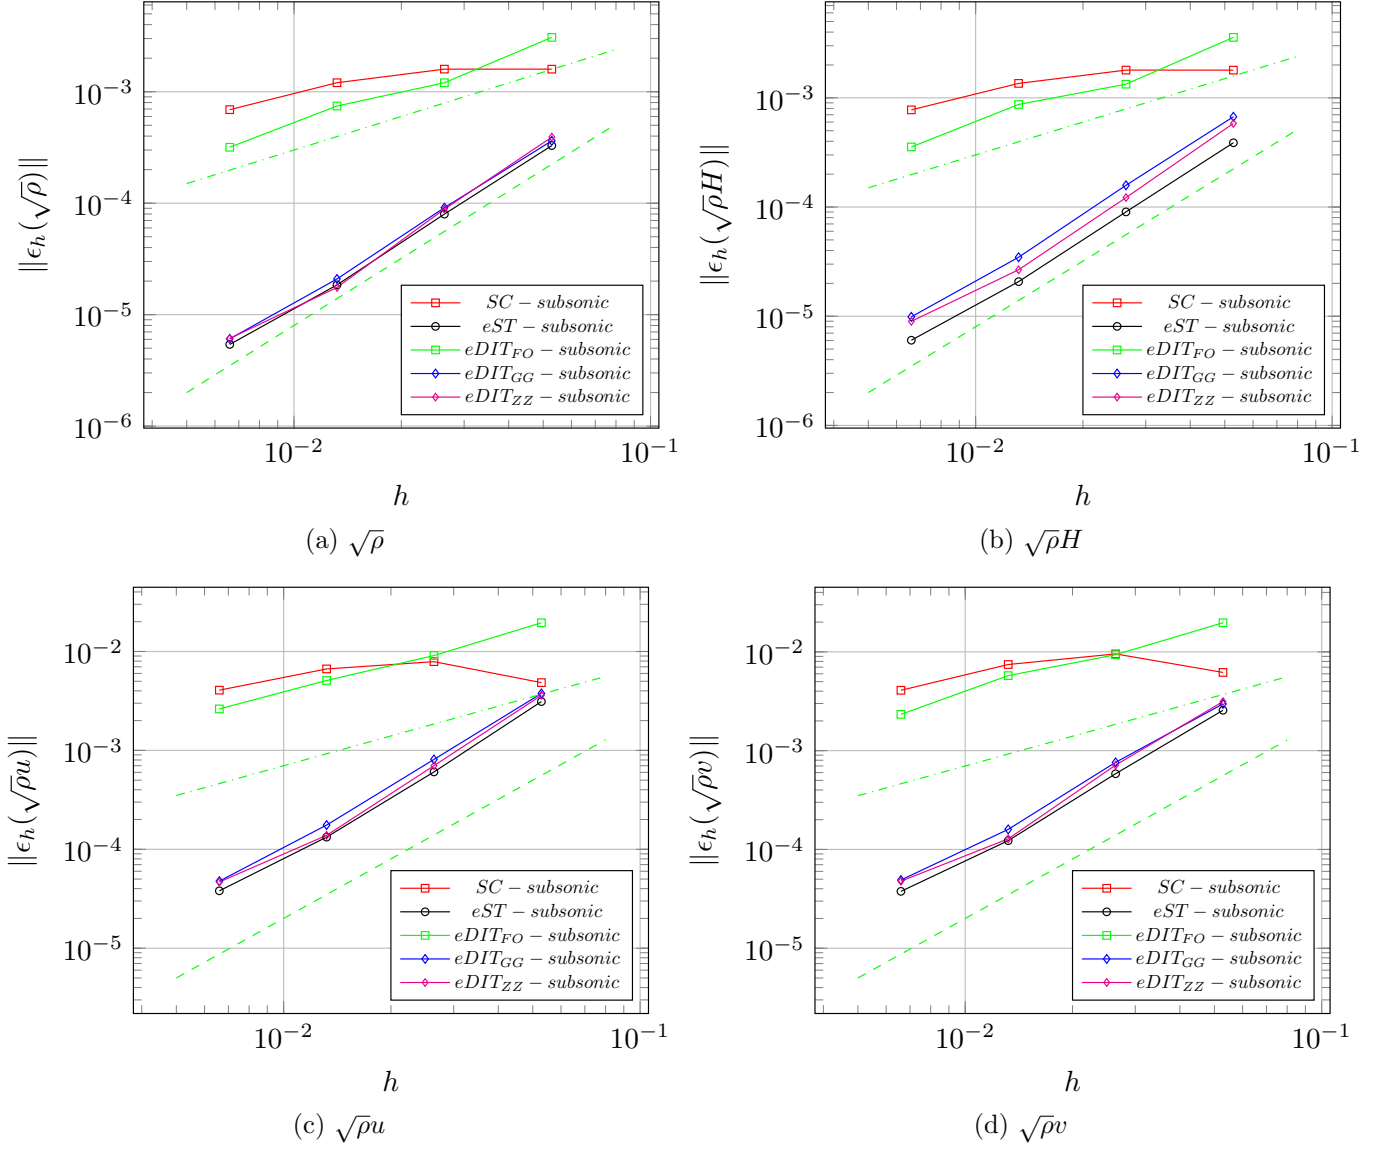 10⁻³
10⁻⁴
10⁻⁵
10⁻⁶
‖ϵₕ(√ρ)‖
SC − subsonic
eST − subsonic
eDIT_FO − subsonic
eDIT_GG − subsonic
eDIT_ZZ − subsonic
10⁻² 10⁻¹
h
(a) √ρ
10⁻³
10⁻⁴
10⁻⁵
10⁻⁶
‖ϵₕ(√ρH)‖
SC − subsonic
eST − subsonic
eDIT_FO − subsonic
eDIT_GG − subsonic
eDIT_ZZ − subsonic
10⁻² 10⁻¹
h
(b) √ρH
10⁻²
10⁻³
10⁻⁴
10⁻⁵
‖ϵₕ(√ρu)‖
SC − subsonic
eST − subsonic
eDIT_FO − subsonic
eDIT_GG − subsonic
eDIT_ZZ − subsonic
10⁻² 10⁻¹
h
(c) √ρu
10⁻²
10⁻³
10⁻⁴
10⁻⁵
‖ϵₕ(√ρv)‖
SC − subsonic
eST − subsonic
eDIT_FO − subsonic
eDIT_GG − subsonic
eDIT_ZZ − subsonic
10⁻² 10⁻¹
h
(d) √ρv